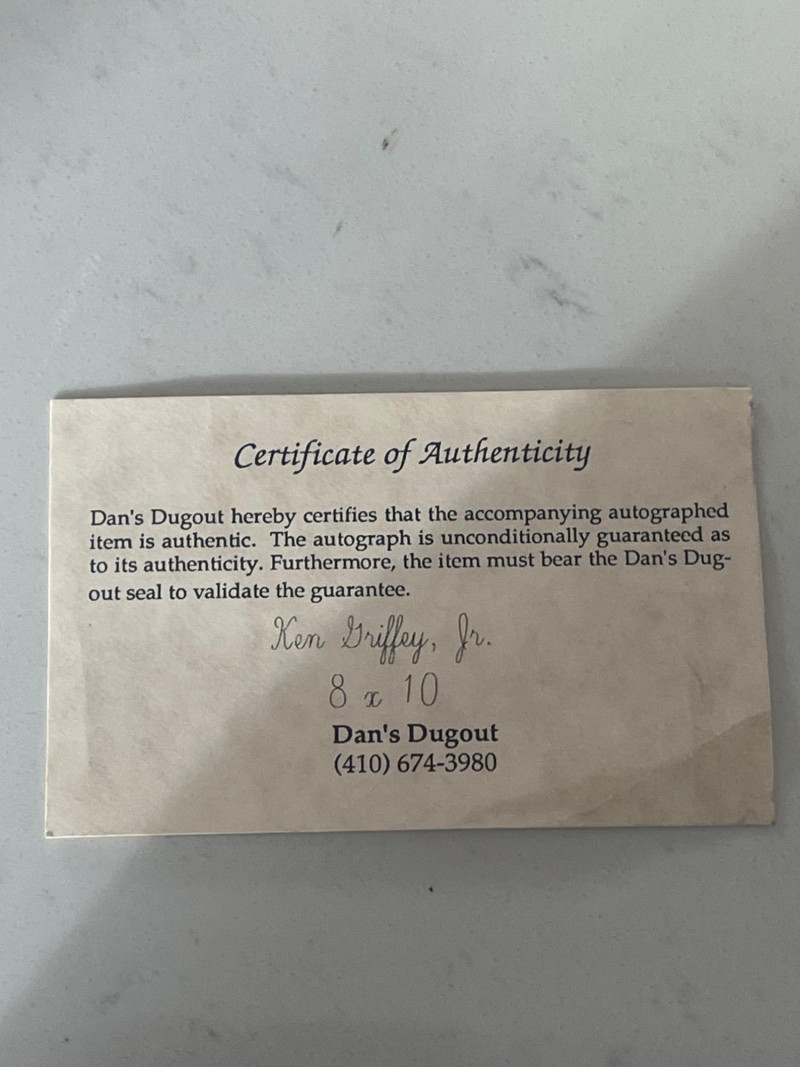 Certificate of Authenticity
Dan's Dugout hereby certifies that the accompanying autographed
item is authentic. The autograph is unconditionally guaranteed as
to its authenticity. Furthermore, the item must bear the Dan's Dug-
out seal to validate the guarantee.
Ken Griffey, Jr.
8 x 10
Dan's Dugout
(410) 674-3980